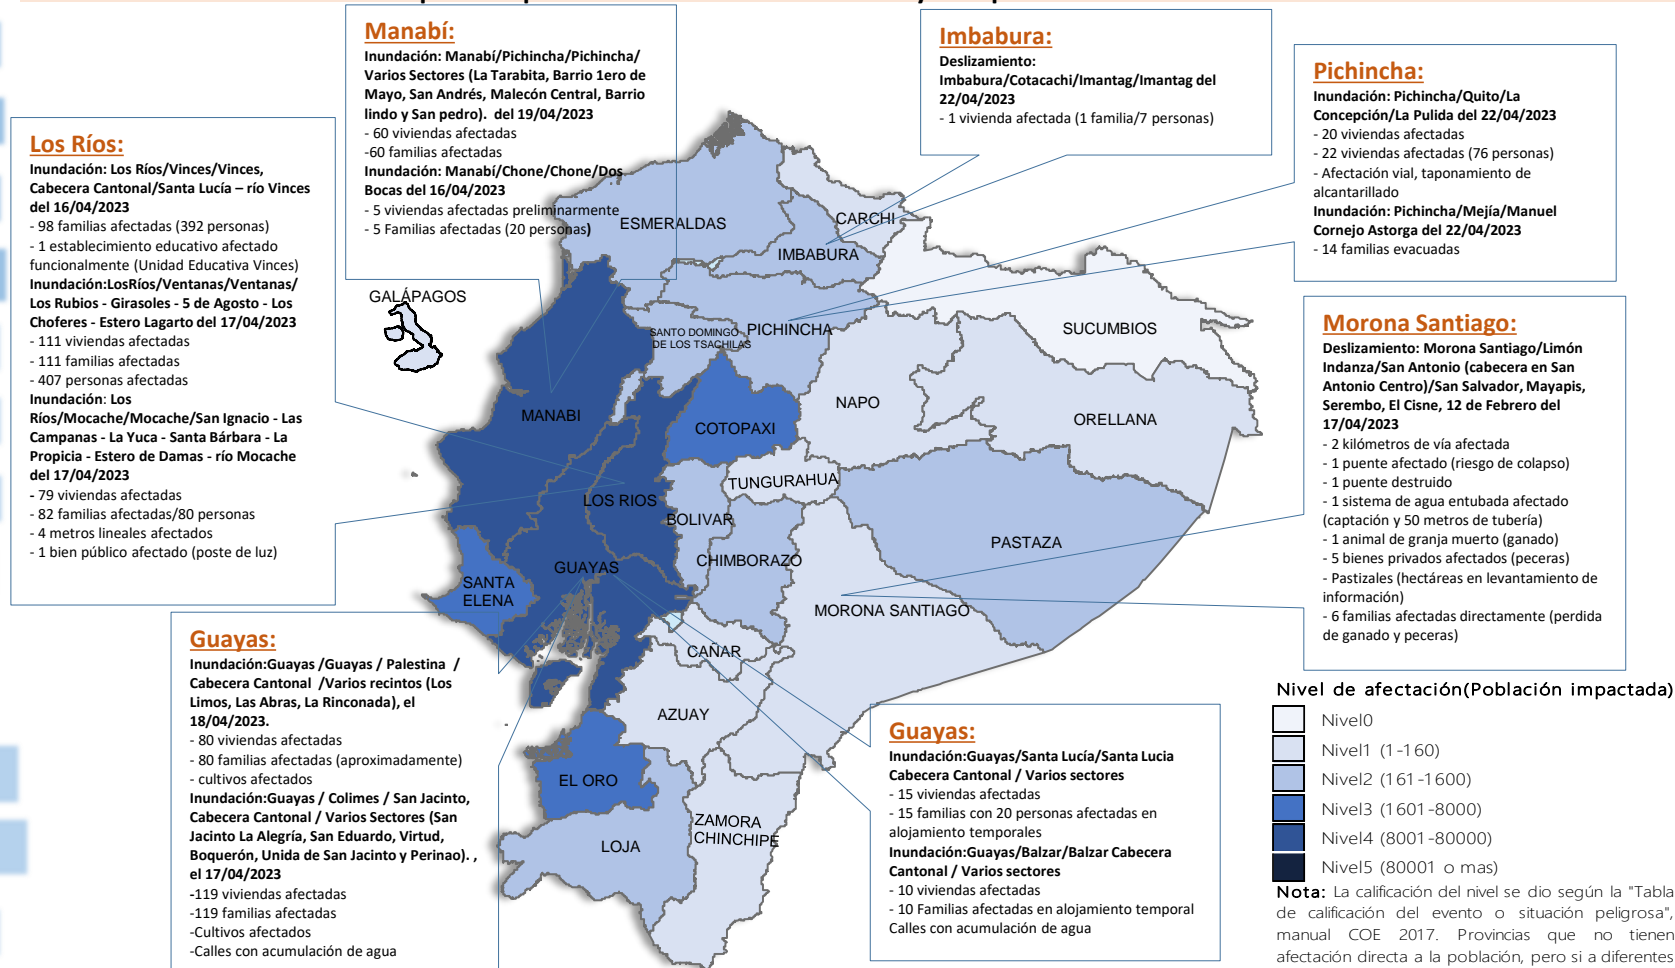 Manabí:
Inundación: Manabí/Pichincha/Pichincha/
Varios Sectores (La Tarabita, Barrio 1ero de
Mayo, San Andrés, Malecón Central, Barrio
lindo y San pedro).  del 19/04/2023
- 60 viviendas afectadas
-60 familias afectadas
Inundación: Manabí/Chone/Chone/Dos
Bocas del 16/04/2023
- 5 viviendas afectadas preliminarmente
- 5 Familias afectadas (20 personas)
Imbabura:
Deslizamiento:
Imbabura/Cotacachi/Imantag/Imantag del
22/04/2023
- 1 vivienda afectada (1 familia/7 personas)
Pichincha:
Inundación: Pichincha/Quito/La
Concepción/La Pulida del 22/04/2023
- 20 viviendas afectadas
- 22 viviendas afectadas (76 personas)
- Afectación vial, taponamiento de
alcantarillado
Inundación: Pichincha/Mejía/Manuel
Cornejo Astorga del 22/04/2023
- 14 familias evacuadas
Los Ríos:
Inundación: Los Ríos/Vinces/Vinces,
Cabecera Cantonal/Santa Lucía – río Vinces
del 16/04/2023
- 98 familias afectadas (392 personas)
- 1 establecimiento educativo afectado
funcionalmente (Unidad Educativa Vinces)
Inundación:LosRíos/Ventanas/Ventanas/
Los Rubios - Girasoles - 5 de Agosto - Los
Choferes - Estero Lagarto del 17/04/2023
- 111 viviendas afectadas
- 111 familias afectadas
- 407 personas afectadas
Inundación: Los
Ríos/Mocache/Mocache/San Ignacio - Las
Campanas - La Yuca - Santa Bárbara - La
Propicia - Estero de Damas - río Mocache
del 17/04/2023
- 79 viviendas afectadas
- 82 familias afectadas/80 personas
- 4 metros lineales afectados
- 1 bien público afectado (poste de luz)
Morona Santiago:
Deslizamiento: Morona Santiago/Limón
Indanza/San Antonio (cabecera en San
Antonio Centro)/San Salvador, Mayapis,
Serembo, El Cisne, 12 de Febrero del
17/04/2023
- 2 kilómetros de vía afectada
- 1 puente afectado (riesgo de colapso)
- 1 puente destruido
- 1 sistema de agua entubada afectado
(captación y 50 metros de tubería)
- 1 animal de granja muerto (ganado)
- 5 bienes privados afectados (peceras)
- Pastizales (hectáreas en levantamiento de
información)
- 6 familias afectadas directamente (perdida
de ganado y peceras)
GALÁPAGOS
ESMERALDAS
CARCHI
IMBABURA
SUCUMBIOS
SANTO DOMINGO
DE LOS TSACHILAS
PICHINCHA
NAPO
ORELLANA
MANABI
COTOPAXI
TUNGURAHUA
LOS RIOS
BOLIVAR
CHIMBORAZO
PASTAZA
GUAYAS
SANTA
ELENA
MORONA SANTIAGO
CAÑAR
AZUAY
EL ORO
LOJA
ZAMORA
CHINCHIPE
Guayas:
Inundación:Guayas /Guayas / Palestina  /
Cabecera Cantonal  /Varios recintos (Los
Limos, Las Abras, La Rinconada), el
18/04/2023.
- 80 viviendas afectadas
- 80 familias afectadas (aproximadamente)
- cultivos afectados
Inundación:Guayas / Colimes / San Jacinto,
Cabecera Cantonal / Varios Sectores (San
Jacinto La Alegría, San Eduardo, Virtud,
Boquerón, Unida de San Jacinto y Perinao). ,
el 17/04/2023
-119 viviendas afectadas
-119 familias afectadas
-Cultivos afectados
-Calles con acumulación de agua
Guayas:
Inundación:Guayas/Santa Lucía/Santa Lucia
Cabecera Cantonal / Varios sectores
- 15 viviendas afectadas
- 15 familias con 20 personas afectadas en
alojamiento temporales
Inundación:Guayas/Balzar/Balzar Cabecera
Cantonal / Varios sectores
- 10 viviendas afectadas
- 10 Familias afectadas en alojamiento temporal
Calles con acumulación de agua
Nivel de afectación(Población impactada)
Nivel0
Nivel1 (1-160)
Nivel2 (161-1600)
Nivel3 (1601-8000)
Nivel4 (8001-80000)
Nivel5 (80001 o mas)
Nota: La calificación del nivel se dio según la "Tabla
de calificación del evento o situación peligrosa",
manual COE 2017. Provincias que no tienen
afectación directa a la población, pero si a diferentes